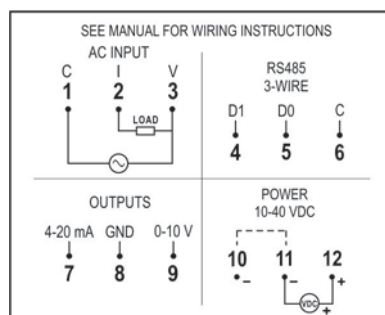 SEE MANUAL FOR WIRING INSTRUCTIONS
AC INPUT
C I V
1 2 3
LOAD
RS485
3-WIRE
D1 D0 C
4 5 6
OUTPUTS
4-20 mA GND 0-10 V
7 8 9
POWER
10-40 VDC
10 11 12
- - +
VDC +